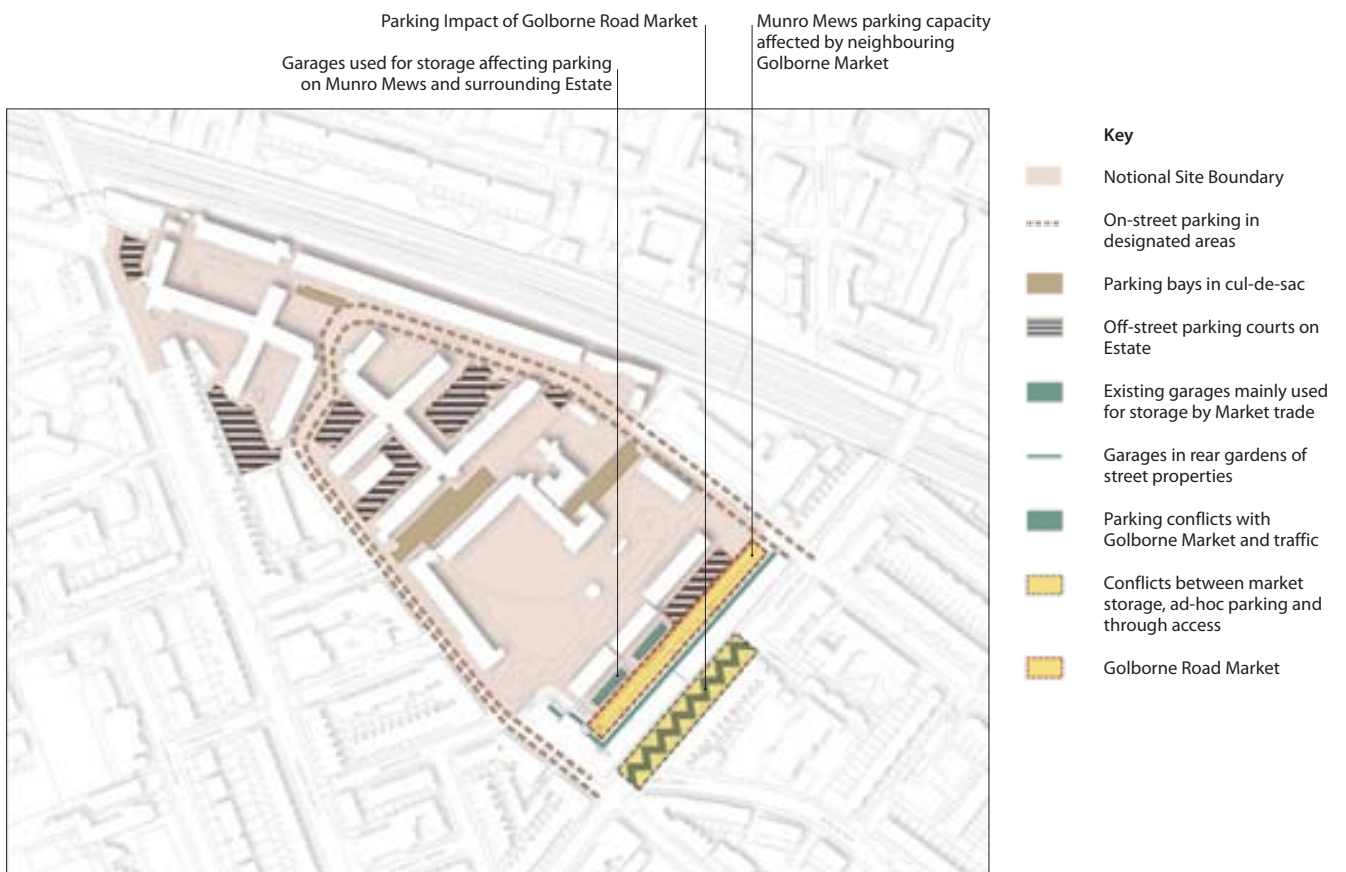 Parking Impact of Golborne Road Market
Munro Mews parking capacity
affected by neighbouring
Golborne Market
Garages used for storage affecting parking
on Munro Mews and surrounding Estate
Key
Notional Site Boundary
On-street parking in
designated areas
Parking bays in cul-de-sac
Off-street parking courts on
Estate
Existing garages mainly used
for storage by Market trade
Garages in rear gardens of
street properties
Parking conflicts with
Golborne Market and traffic
Conflicts between market
storage, ad-hoc parking and
through access
Golborne Road Market